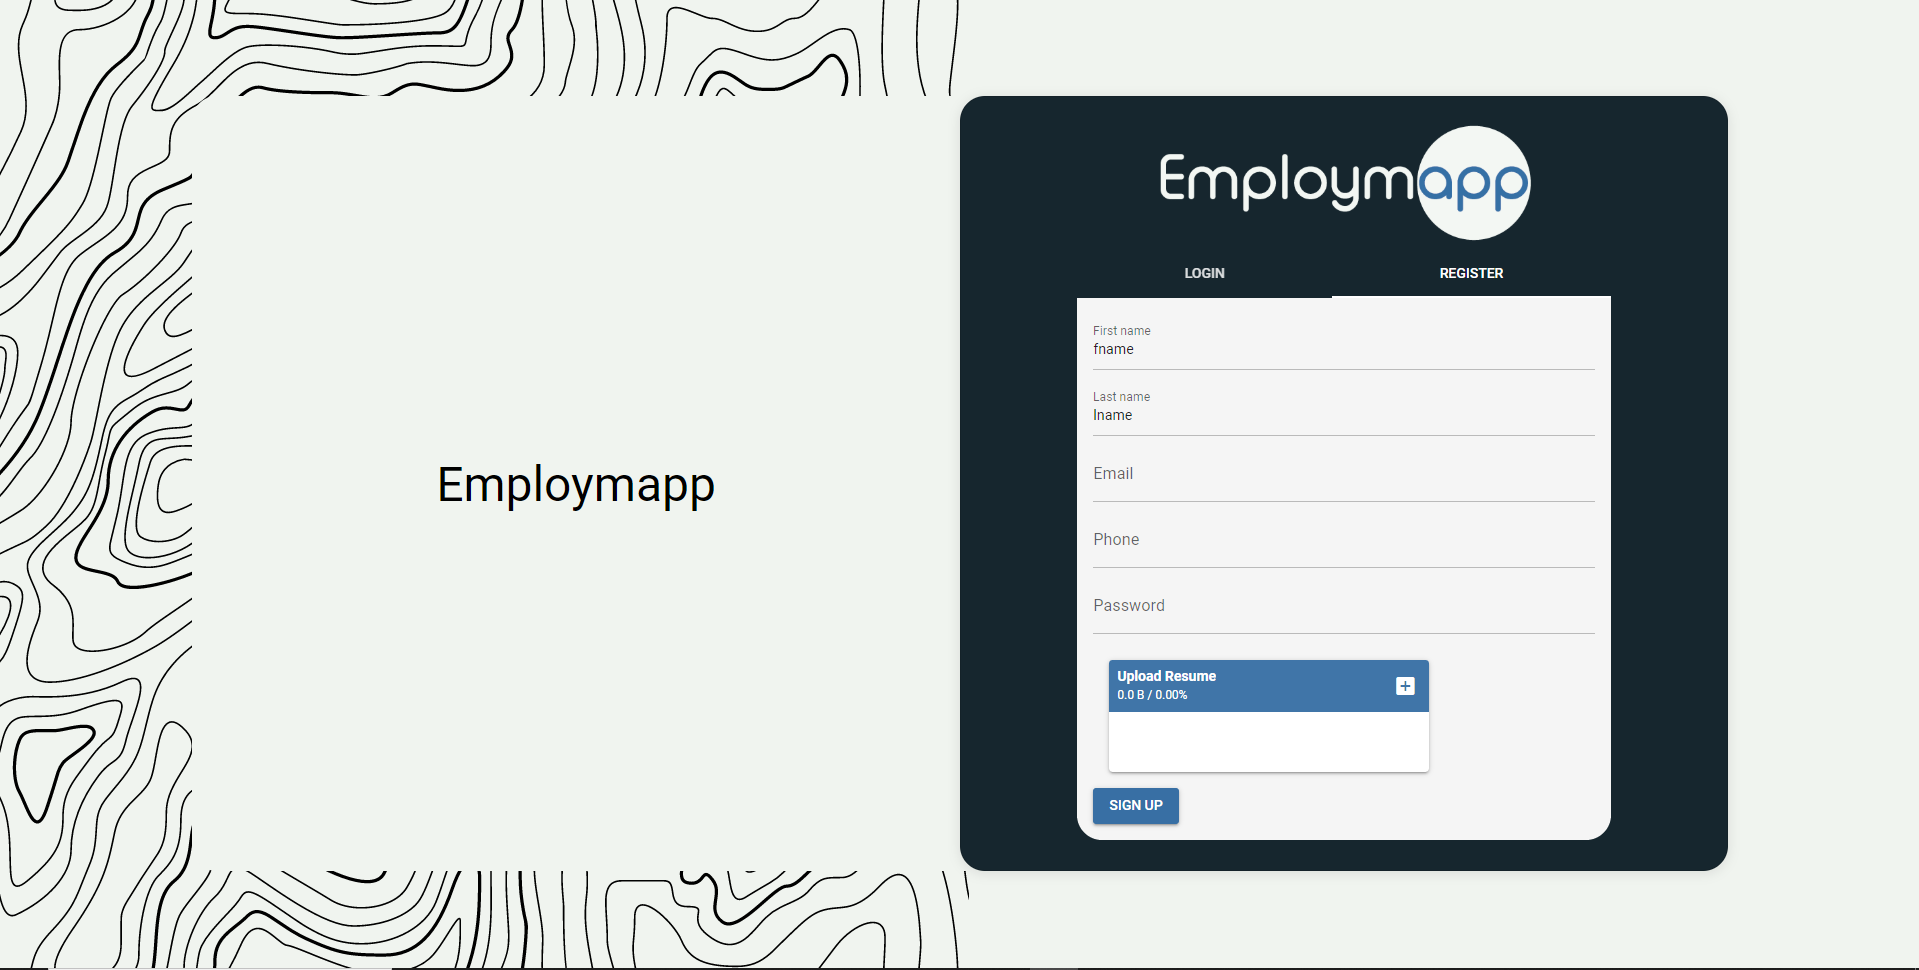 Employmapp
Employmapp
LOGIN
REGISTER
First name
fname
Last name
lname
Email
Phone
Password
Upload Resume
0.0 B / 0.00%
SIGN UP